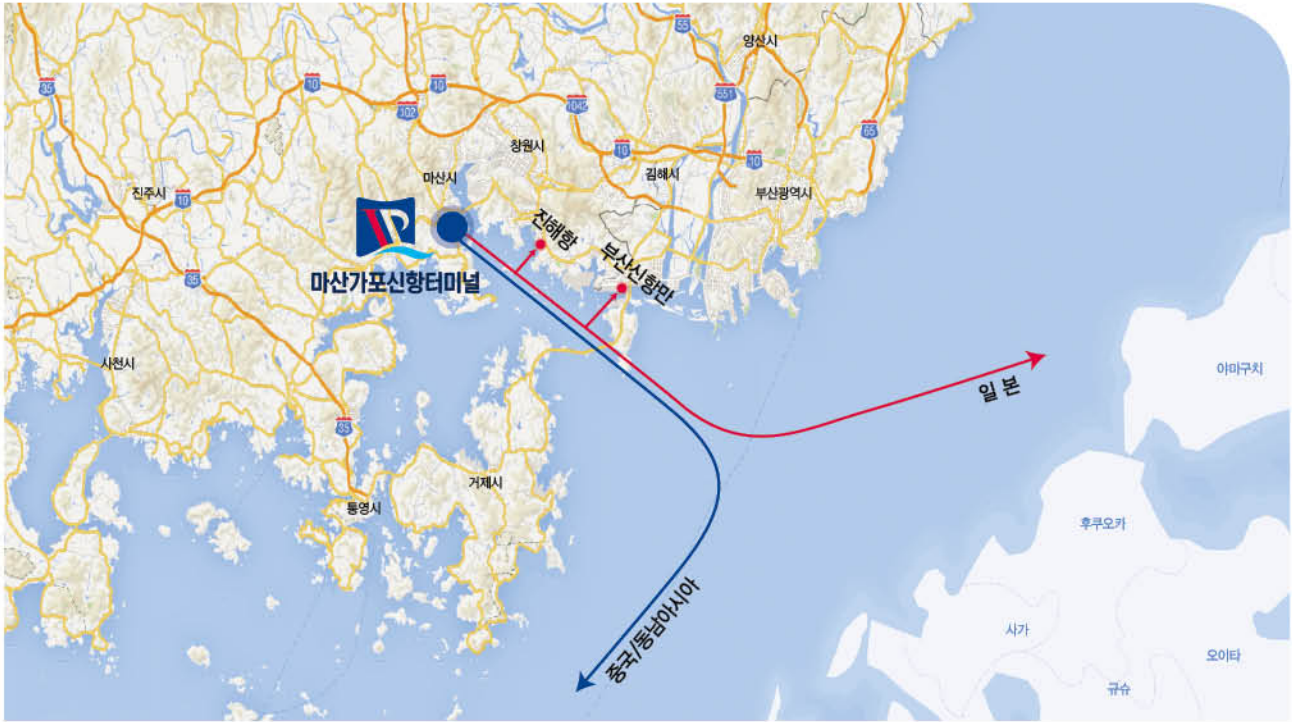 55
양산시
35
10
10
102
1042
551
65
창원시
10
10
마산시
김해시
진주시
부산광역시
10
진해항
부산신항만
35
마산가포신항터미널
사천시
일 본
야마구치
35
거제시
통영시
후쿠오카
중국/동남아시아
사가
오이타
규슈